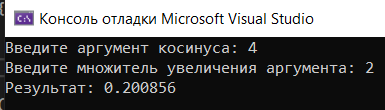 Консоль отладки Microsoft Visual Studio
Введите аргумент косинуса: 4
Введите множитель увеличения аргумента: 2
Результат: 0.200856